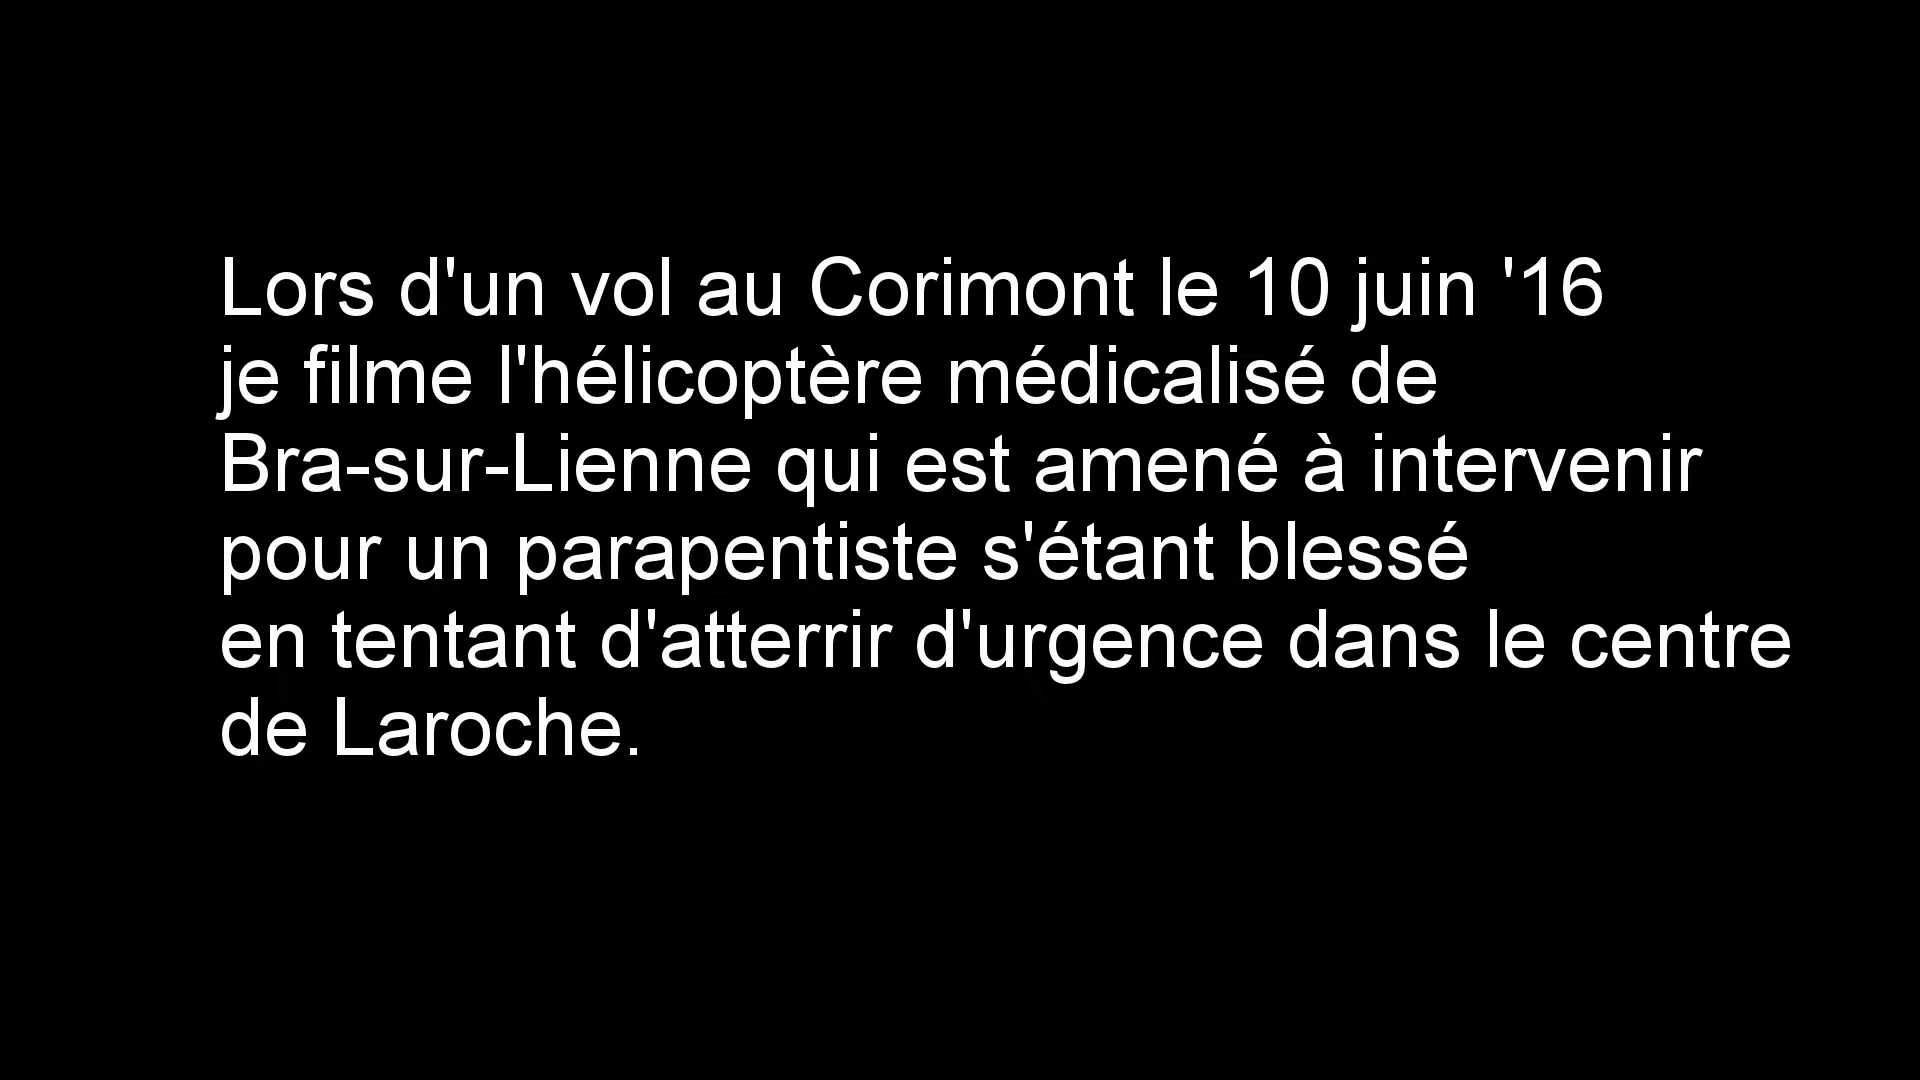 Lors d'un vol au Corimont le 10 juin '16
je filme l'hélicoptère médicalisé de
Bra-sur-Lienne qui est amené à intervenir
pour un parapentiste s'étant blessé
en tentant d'atterrir d'urgence dans le centre
de Laroche.